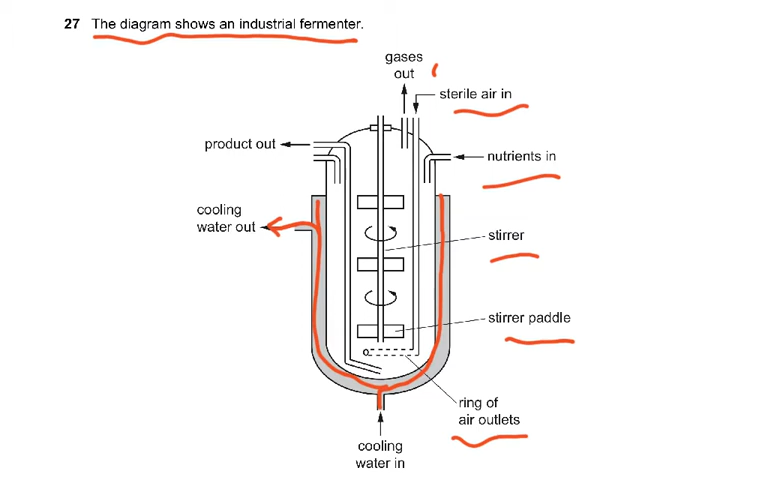 27 The diagram shows an industrial fermenter.
gases
out
sterile air in
product out
nutrients in
cooling
water out
stirrer
stirrer paddle
ring of
air outlets
cooling
water in